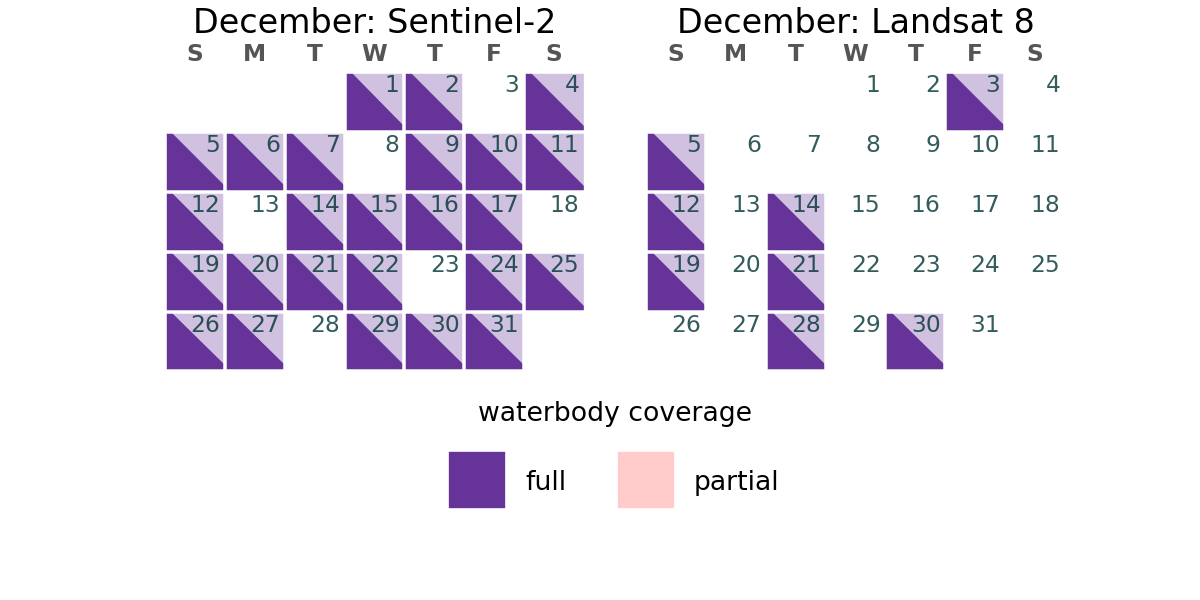 December: Sentinel-2
S M T W T F S
1 2 3 4
5 6 7 8 9 10 11
12 13 14 15 16 17 18
19 20 21 22 23 24 25
26 27 28 29 30 31
December: Landsat 8
S M T W T F S
1 2 3 4
5 6 7 8 9 10 11
12 13 14 15 16 17 18
19 20 21 22 23 24 25
26 27 28 29 30 31
waterbody coverage
full partial